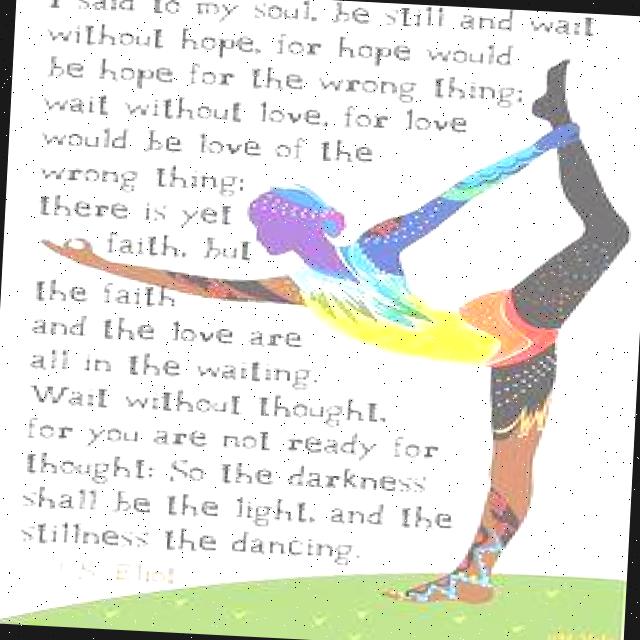 I said to my soul, be still and wait
without hope, for hope would
be hope for the wrong thing;
wait without love, for love
would be love of the
wrong thing;
there is yet
faith, but
the faith
and the love are
all in the waiting.
Wait without thought,
for you are not ready for
thought: So the darkness
shall be the light, and the
stillness the dancing.
T.S. Eliot